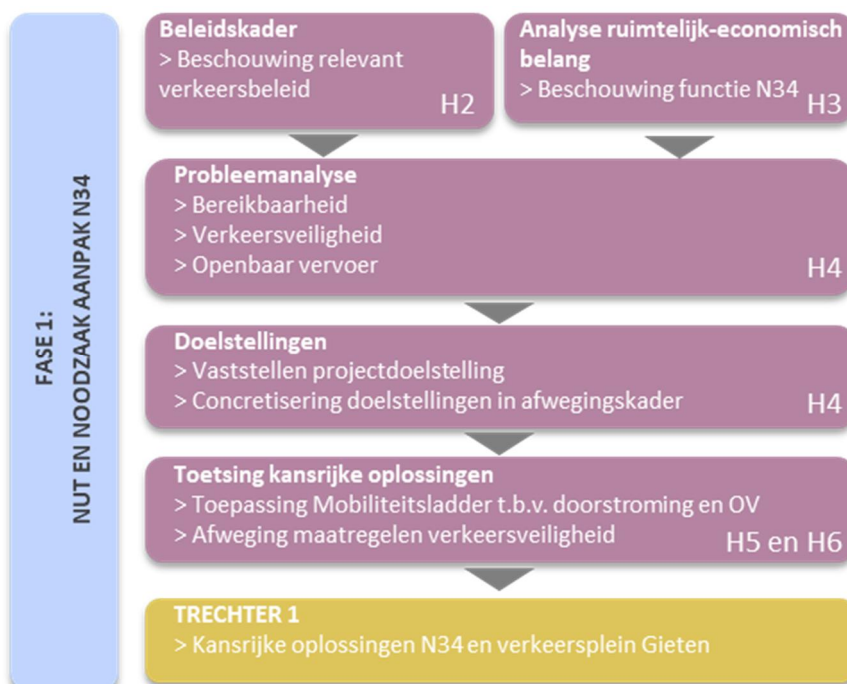 FASE 1:
NUT EN NOODZAAK AANPAK N34
Beleidskader
> Beschouwing relevant
verkeersbeleid
H2
Analyse ruimtelijk-economisch
belang
> Beschouwing functie N34
H3
Probleemanalyse
> Bereikbaarheid
> Verkeersveiligheid
> Openbaar vervoer
H4
Doelstellingen
> Vaststellen projectdoelstelling
> Concretisering doelstellingen in afwegingskader
H4
Toetsing kansrijke oplossingen
> Toepassing Mobiliteitsladder t.b.v. doorstroming en OV
> Afweging maatregelen verkeersveiligheid
H5 en H6
TRECHTER 1
> Kansrijke oplossingen N34 en verkeersplein Gieten